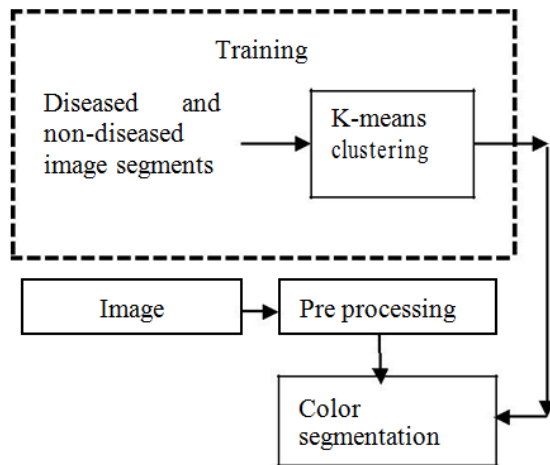 Training
Diseased and
non-diseased
image segments
K-means
clustering
Image
Pre processing
Color
segmentation